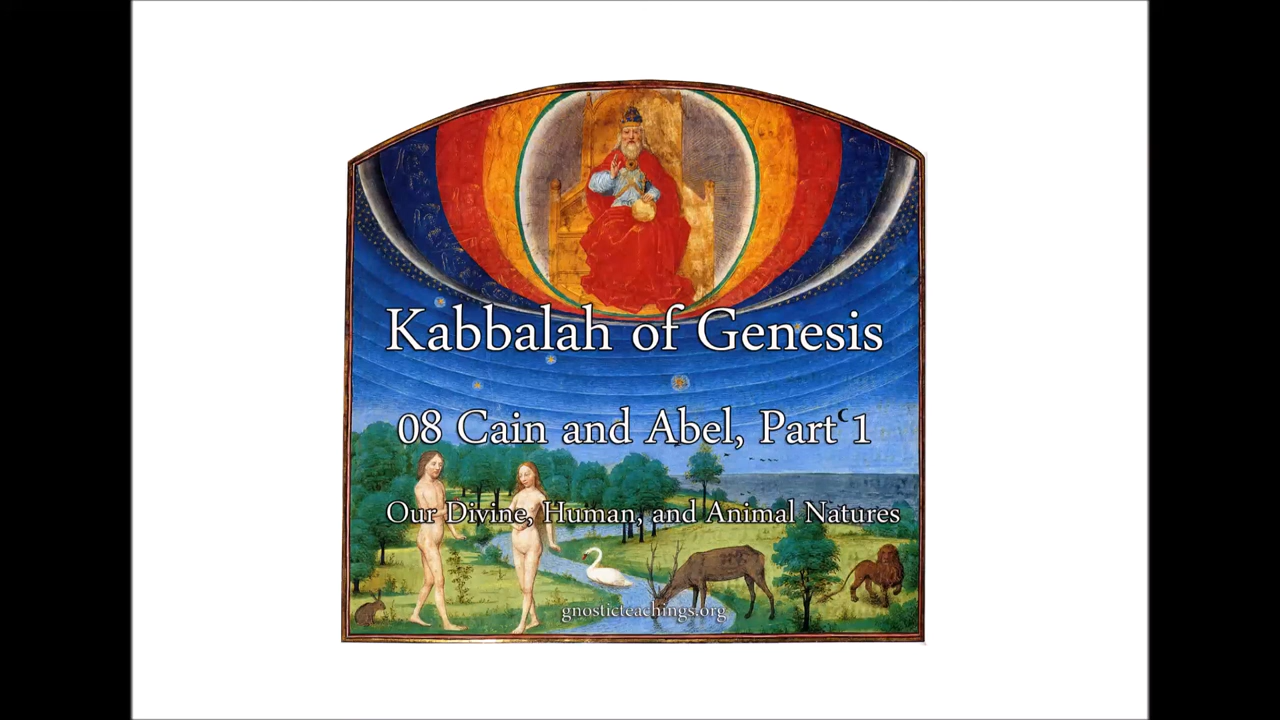 Kabbalah of Genesis
08 Cain and Abel, Part 1
Our Divine, Human, and Animal Natures
gnosticteachings.org